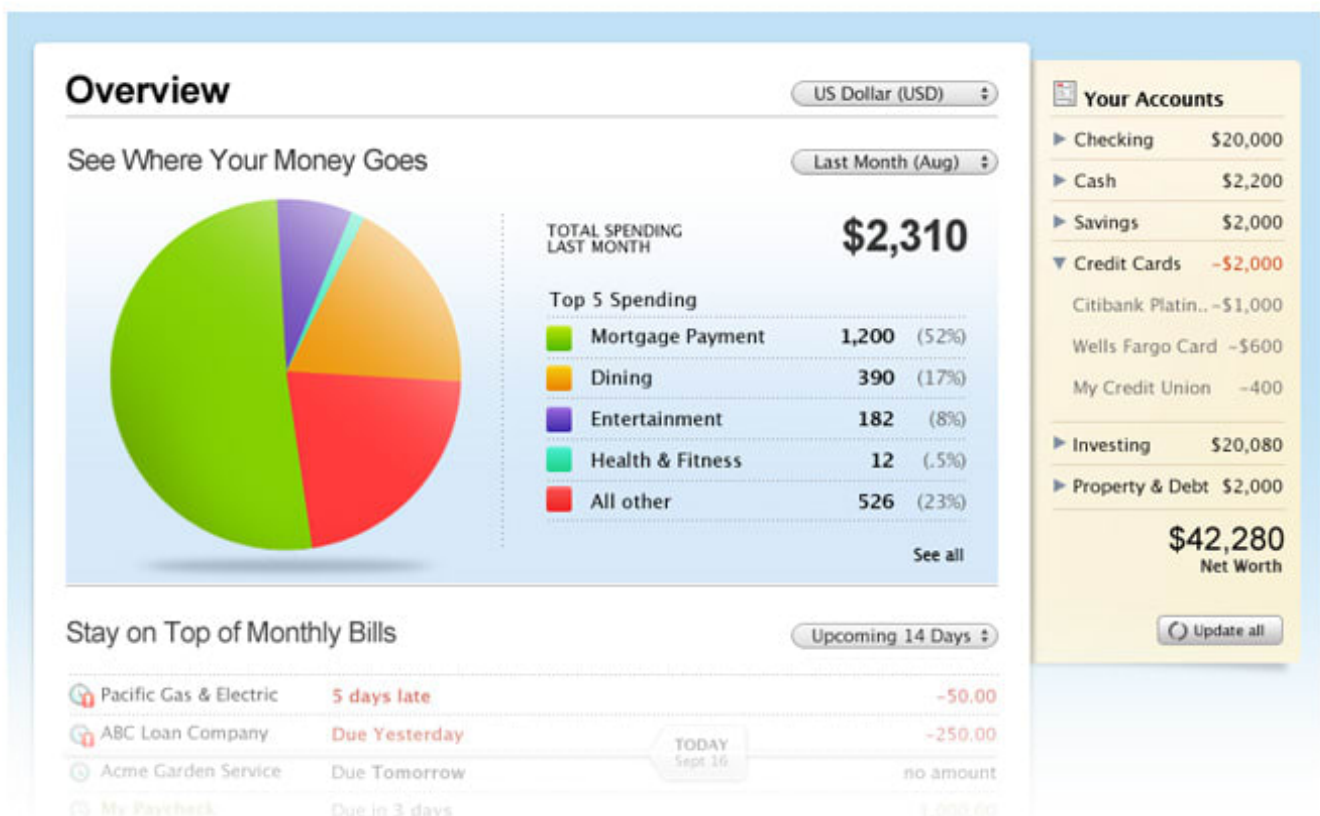 Overview
US Dollar (USD)
See Where Your Money Goes
Last Month (Aug)
TOTAL SPENDING
LAST MONTH
$2,310
Top 5 Spending
Mortgage Payment 1,200 (52%)
Dining 390 (17%)
Entertainment 182 (8%)
Health & Fitness 12 (.5%)
All other 526 (23%)
See all
Stay on Top of Monthly Bills
Upcoming 14 Days
Pacific Gas & Electric 5 days late -50.00
ABC Loan Company Due Yesterday -250.00
TODAY
Sept 16
Acme Garden Service Due Tomorrow no amount
My Paycheck Due in 3 days 1,000.00
Your Accounts
Checking $20,000
Cash $2,200
Savings $2,000
Credit Cards -$2,000
Citibank Platin.. -$1,000
Wells Fargo Card -$600
My Credit Union -400
Investing $20,080
Property & Debt $2,000
$42,280
Net Worth
Update all